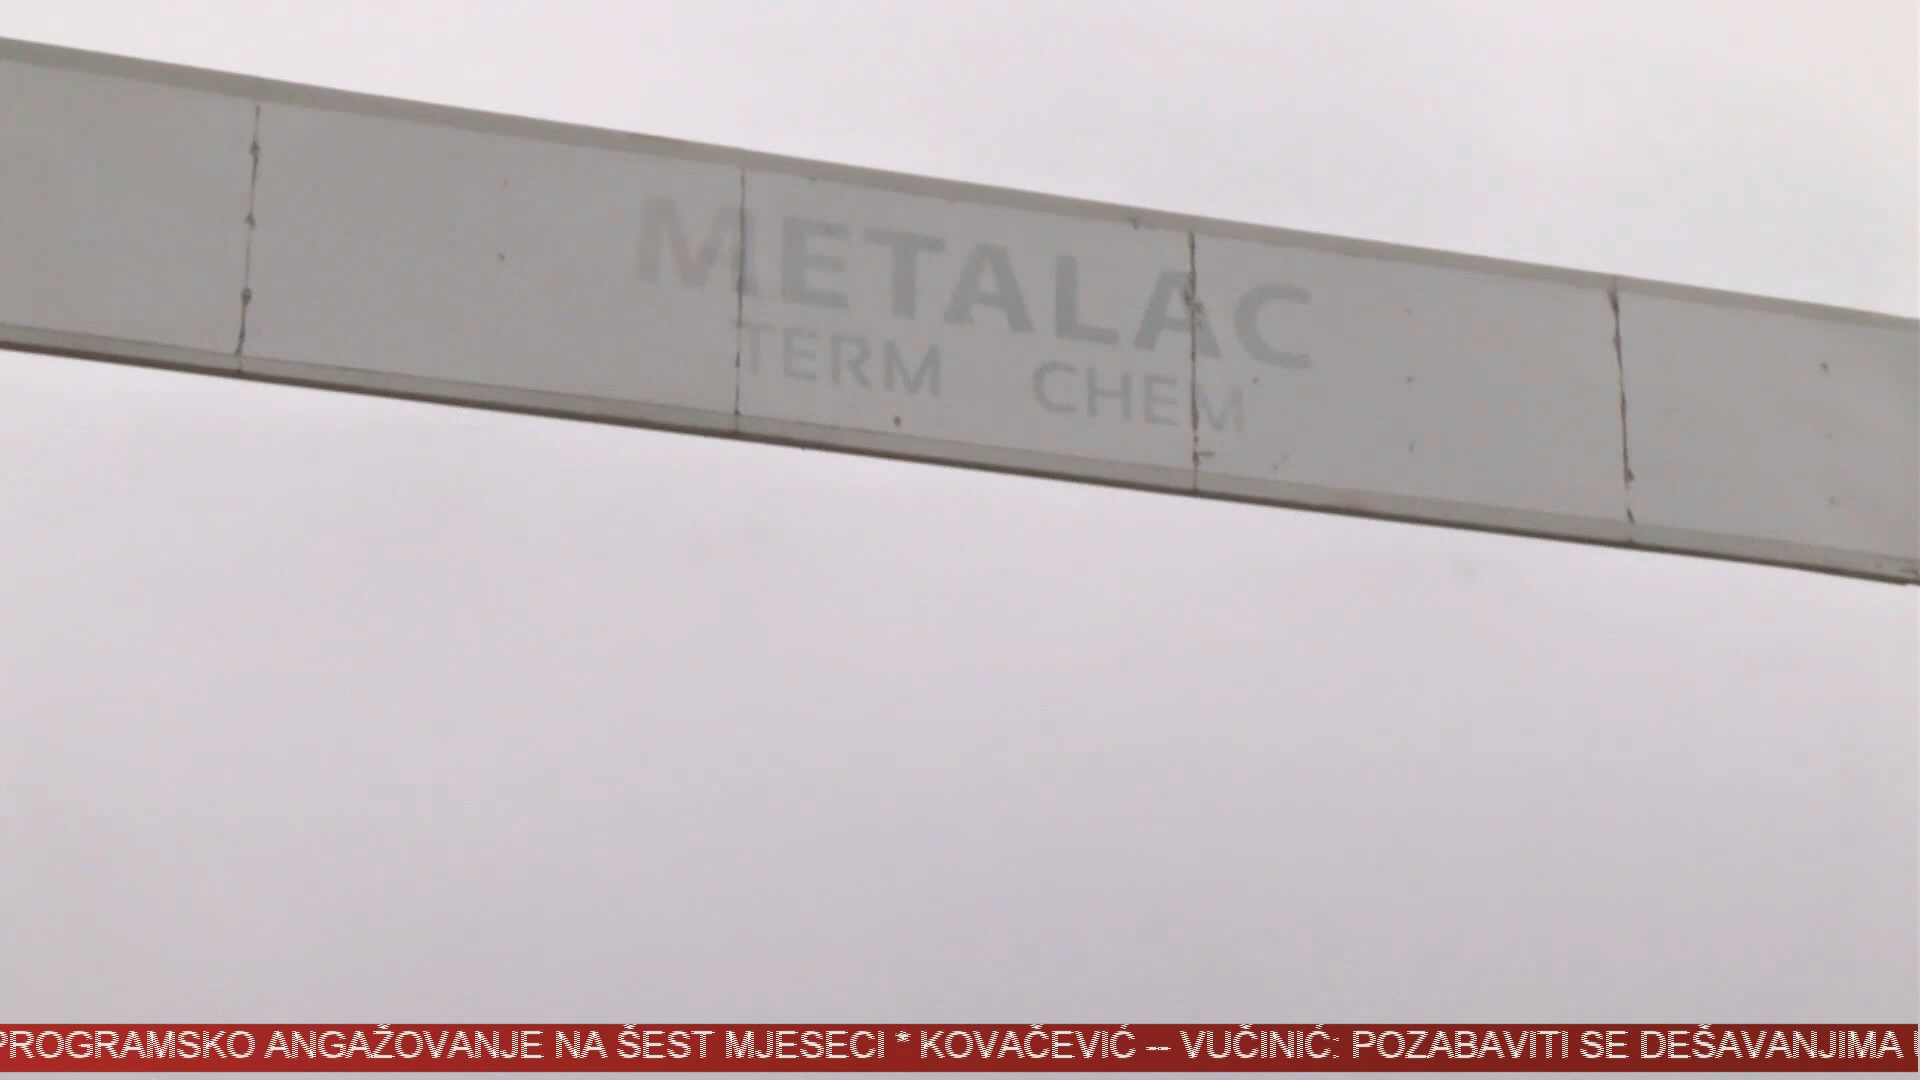 METALAC
TERM CHEM
PROGRAMSKO ANGAŽOVANJE NA ŠEST MJESECI * KOVAČEVIĆ -- VUČINIĆ: POZABAVITI SE DEŠAVANJIMA